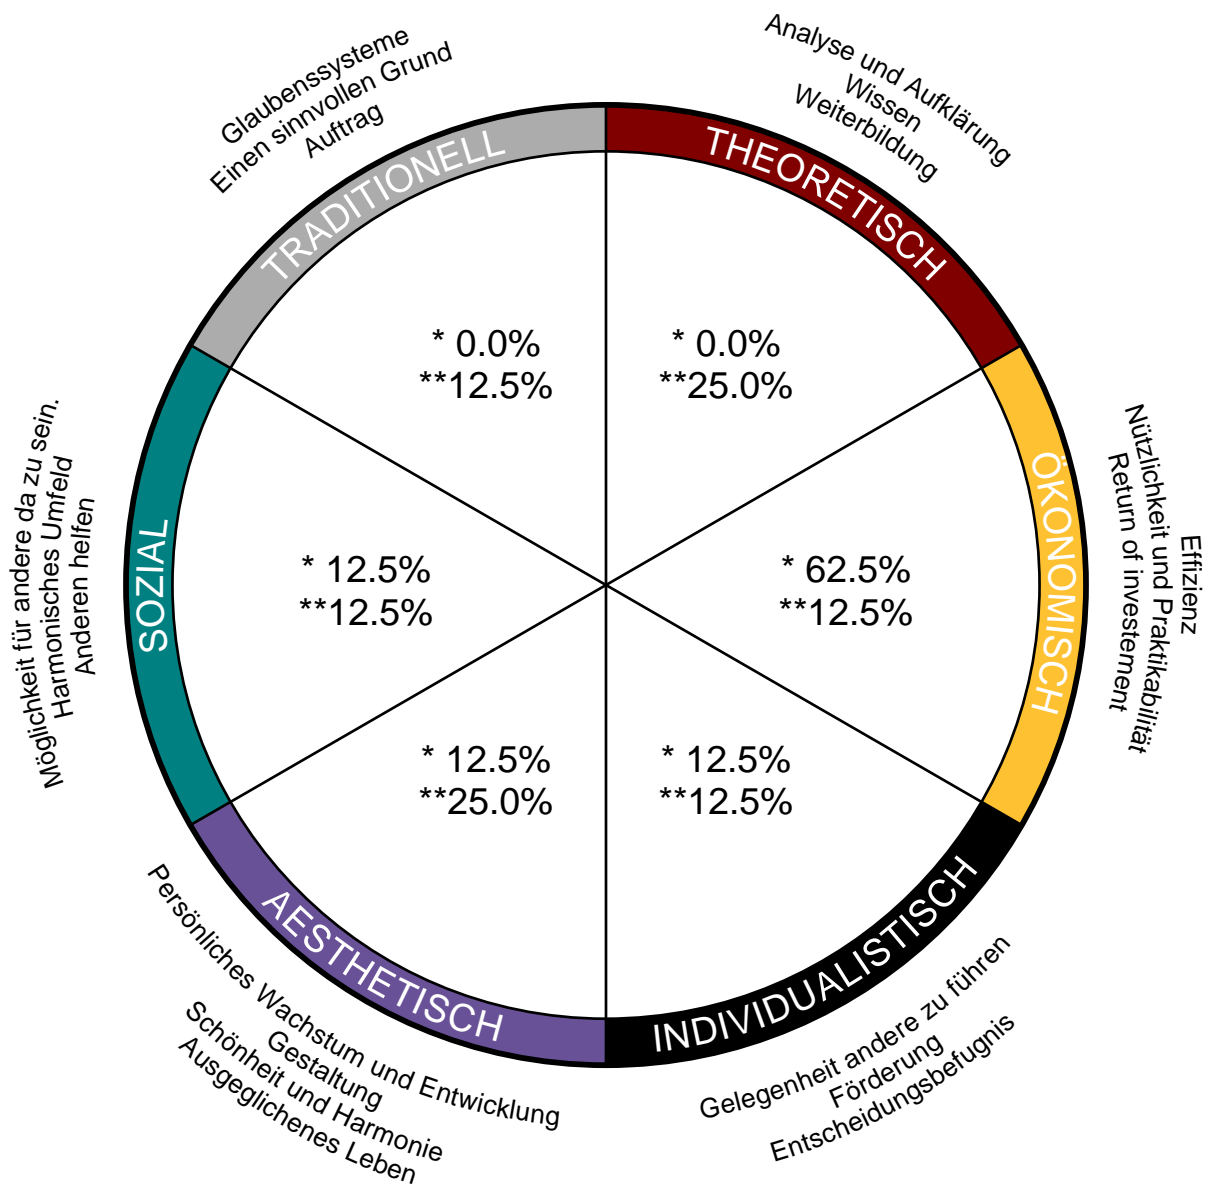 Glaubenssysteme
Einen sinnvollen Grund
Auftrag
TRADITIONELL
* 0.0%
**12.5%
Analyse und Aufklärung
Wissen
Weiterbildung
THEORETISCH
* 0.0%
**25.0%
Effizienz
Nützlichkeit und Praktikabilität
Return of investement
ÖKONOMISCH
* 62.5%
**12.5%
Möglichkeit für andere da zu sein.
Harmonisches Umfeld
Anderen helfen
SOZIAL
* 12.5%
**12.5%
* 12.5%
**25.0%
AESTHETISCH
Persönliches Wachstum und Entwicklung
Gestaltung
Schönheit und Harmonie
Ausgeglichenes Leben
* 12.5%
**12.5%
INDIVIDUALISTISCH
Gelegenheit andere zu führen
Förderung
Entscheidungsbefugnis